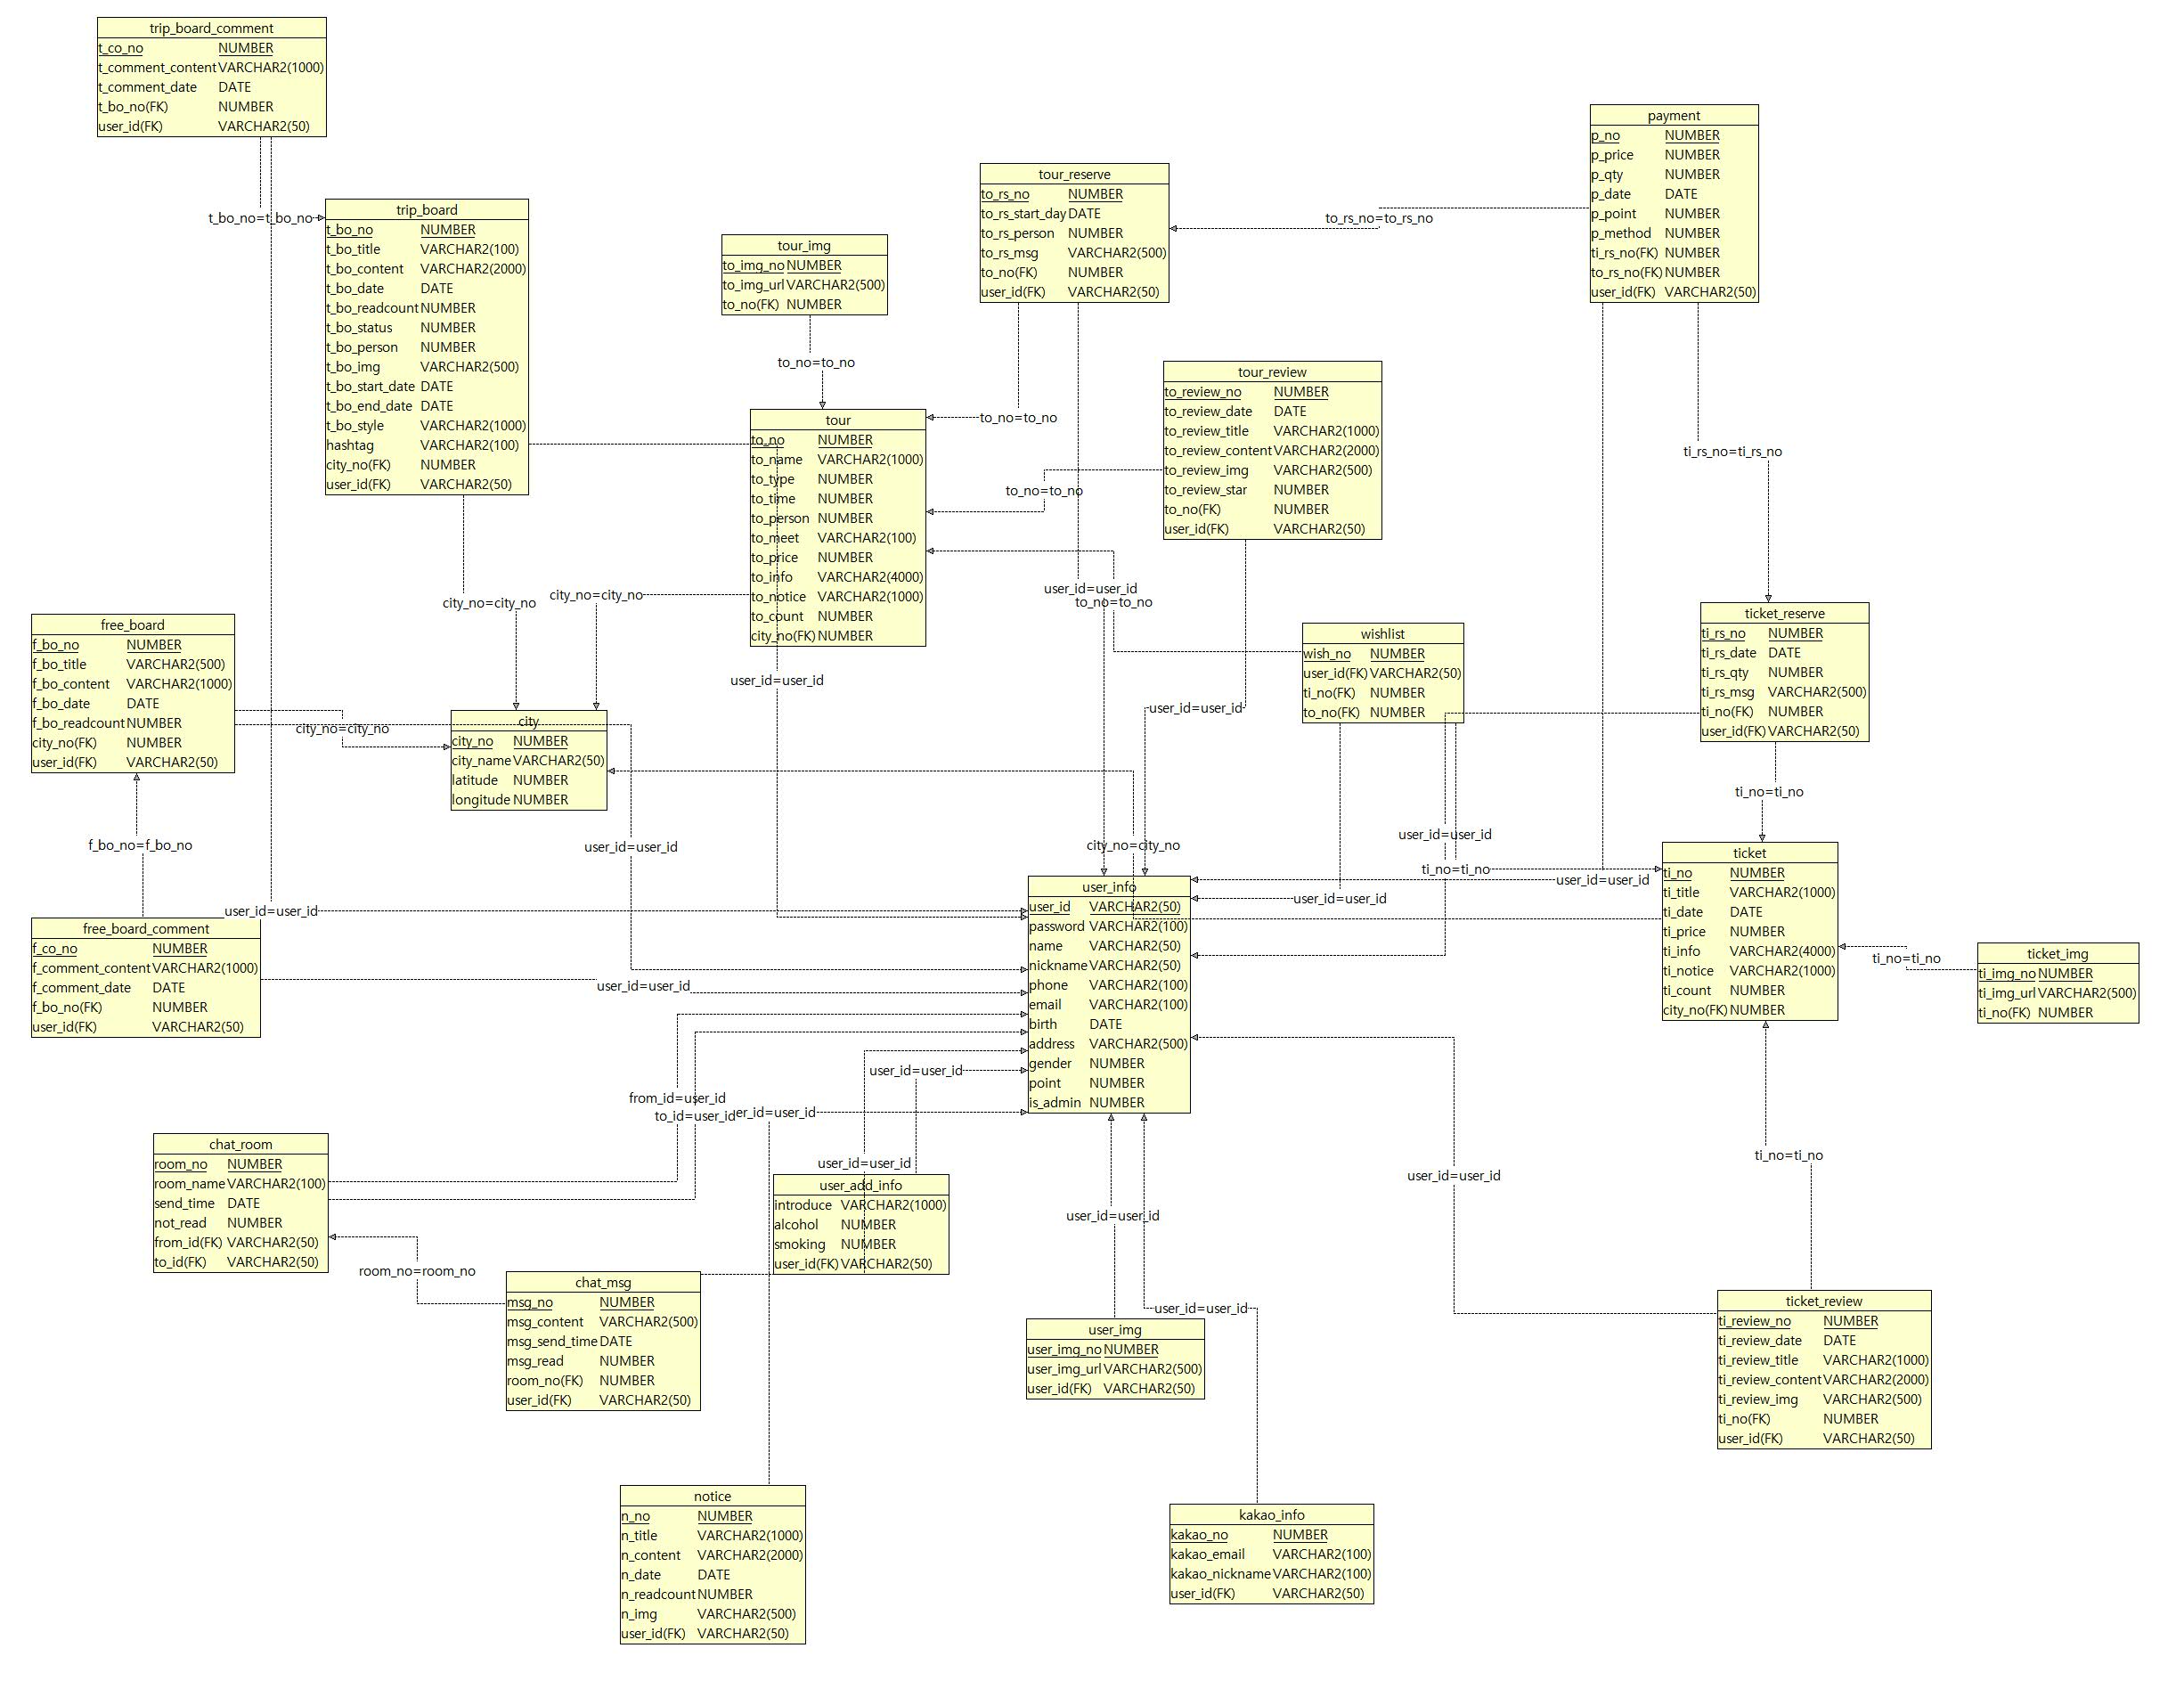 trip_board_comment
t_co_no NUMBER
t_comment_content VARCHAR2(1000)
t_comment_date DATE
t_bo_no(FK) NUMBER
user_id(FK) VARCHAR2(50)
t_bo_no=t_bo_no
trip_board
t_bo_no NUMBER
t_bo_title VARCHAR2(100)
t_bo_content VARCHAR2(2000)
t_bo_date DATE
t_bo_readcount NUMBER
t_bo_status NUMBER
t_bo_person NUMBER
t_bo_img VARCHAR2(500)
t_bo_start_date DATE
t_bo_end_date DATE
t_bo_style VARCHAR2(1000)
hashtag VARCHAR2(100)
city_no(FK) NUMBER
user_id(FK) VARCHAR2(50)
tour_img
to_img_no NUMBER
to_img_url VARCHAR2(500)
to_no(FK) NUMBER
to_no=to_no
tour_reserve
to_rs_no NUMBER
to_rs_start_day DATE
to_rs_person NUMBER
to_rs_msg VARCHAR2(500)
to_no(FK) NUMBER
user_id(FK) VARCHAR2(50)
to_rs_no=to_rs_no
payment
p_no NUMBER
p_price NUMBER
p_qty NUMBER
p_date DATE
p_point NUMBER
p_method NUMBER
ti_rs_no(FK) NUMBER
to_rs_no(FK) NUMBER
user_id(FK) VARCHAR2(50)
tour
to_no NUMBER
to_name VARCHAR2(1000)
to_type NUMBER
to_time NUMBER
to_person NUMBER
to_meet VARCHAR2(100)
to_price NUMBER
to_info VARCHAR2(4000)
to_notice VARCHAR2(1000)
to_count NUMBER
city_no(FK) NUMBER
to_no=to_no
to_no=to_no
tour_review
to_review_no NUMBER
to_review_date DATE
to_review_title VARCHAR2(1000)
to_review_content VARCHAR2(2000)
to_review_img VARCHAR2(500)
to_review_star NUMBER
to_no(FK) NUMBER
user_id(FK) VARCHAR2(50)
ti_rs_no=ti_rs_no
city_no=city_no
city_no=city_no
user_id=user_id
to_no=to_no
free_board
f_bo_no NUMBER
f_bo_title VARCHAR2(500)
f_bo_content VARCHAR2(1000)
f_bo_date DATE
f_bo_readcount NUMBER
city_no(FK) NUMBER
user_id(FK) VARCHAR2(50)
city_no=city_no
city
city_no NUMBER
city_name VARCHAR2(50)
latitude NUMBER
longitude NUMBER
user_id=user_id
user_id=user_id
wishlist
wish_no NUMBER
user_id(FK) VARCHAR2(50)
ti_no(FK) NUMBER
to_no(FK) NUMBER
ticket_reserve
ti_rs_no NUMBER
ti_rs_date DATE
ti_rs_qty NUMBER
ti_rs_msg VARCHAR2(500)
ti_no(FK) NUMBER
user_id(FK) VARCHAR2(50)
ti_no=ti_no
f_bo_no=f_bo_no
user_id=user_id
city_no=city_no
user_id=user_id
ti_no=ti_no
user_id=user_id
user_id=user_id
user_id=user_id
free_board_comment
f_co_no NUMBER
f_comment_content VARCHAR2(1000)
f_comment_date DATE
f_bo_no(FK) NUMBER
user_id(FK) VARCHAR2(50)
user_id=user_id
user_info
user_id VARCHAR2(50)
password VARCHAR2(100)
name VARCHAR2(50)
nickname VARCHAR2(50)
phone VARCHAR2(100)
email VARCHAR2(100)
birth DATE
address VARCHAR2(500)
gender NUMBER
point NUMBER
is_admin NUMBER
ticket
ti_no NUMBER
ti_title VARCHAR2(1000)
ti_date DATE
ti_price NUMBER
ti_info VARCHAR2(4000)
ti_notice VARCHAR2(1000)
ti_count NUMBER
city_no(FK) NUMBER
ti_no=ti_no
ticket_img
ti_img_no NUMBER
ti_img_url VARCHAR2(500)
ti_no(FK) NUMBER
user_id=user_id
from_id=user_id
to_id=user_id
er_id=user_id
chat_room
room_no NUMBER
room_name VARCHAR2(100)
send_time DATE
not_read NUMBER
from_id(FK) VARCHAR2(50)
to_id(FK) VARCHAR2(50)
room_no=room_no
user_id=user_id
user_add_info
introduce VARCHAR2(1000)
alcohol NUMBER
smoking NUMBER
user_id(FK) VARCHAR2(50)
chat_msg
msg_no NUMBER
msg_content VARCHAR2(500)
msg_send_time DATE
msg_read NUMBER
room_no(FK) NUMBER
user_id(FK) VARCHAR2(50)
user_id=user_id
user_id=user_id
user_id=user_id
ti_no=ti_no
user_img
user_img_no NUMBER
user_img_url VARCHAR2(500)
user_id(FK) VARCHAR2(50)
ticket_review
ti_review_no NUMBER
ti_review_date DATE
ti_review_title VARCHAR2(1000)
ti_review_content VARCHAR2(2000)
ti_review_img VARCHAR2(500)
ti_no(FK) NUMBER
user_id(FK) VARCHAR2(50)
notice
n_no NUMBER
n_title VARCHAR2(1000)
n_content VARCHAR2(2000)
n_date DATE
n_readcount NUMBER
n_img VARCHAR2(500)
user_id(FK) VARCHAR2(50)
kakao_info
kakao_no NUMBER
kakao_email VARCHAR2(100)
kakao_nickname VARCHAR2(100)
user_id(FK) VARCHAR2(50)